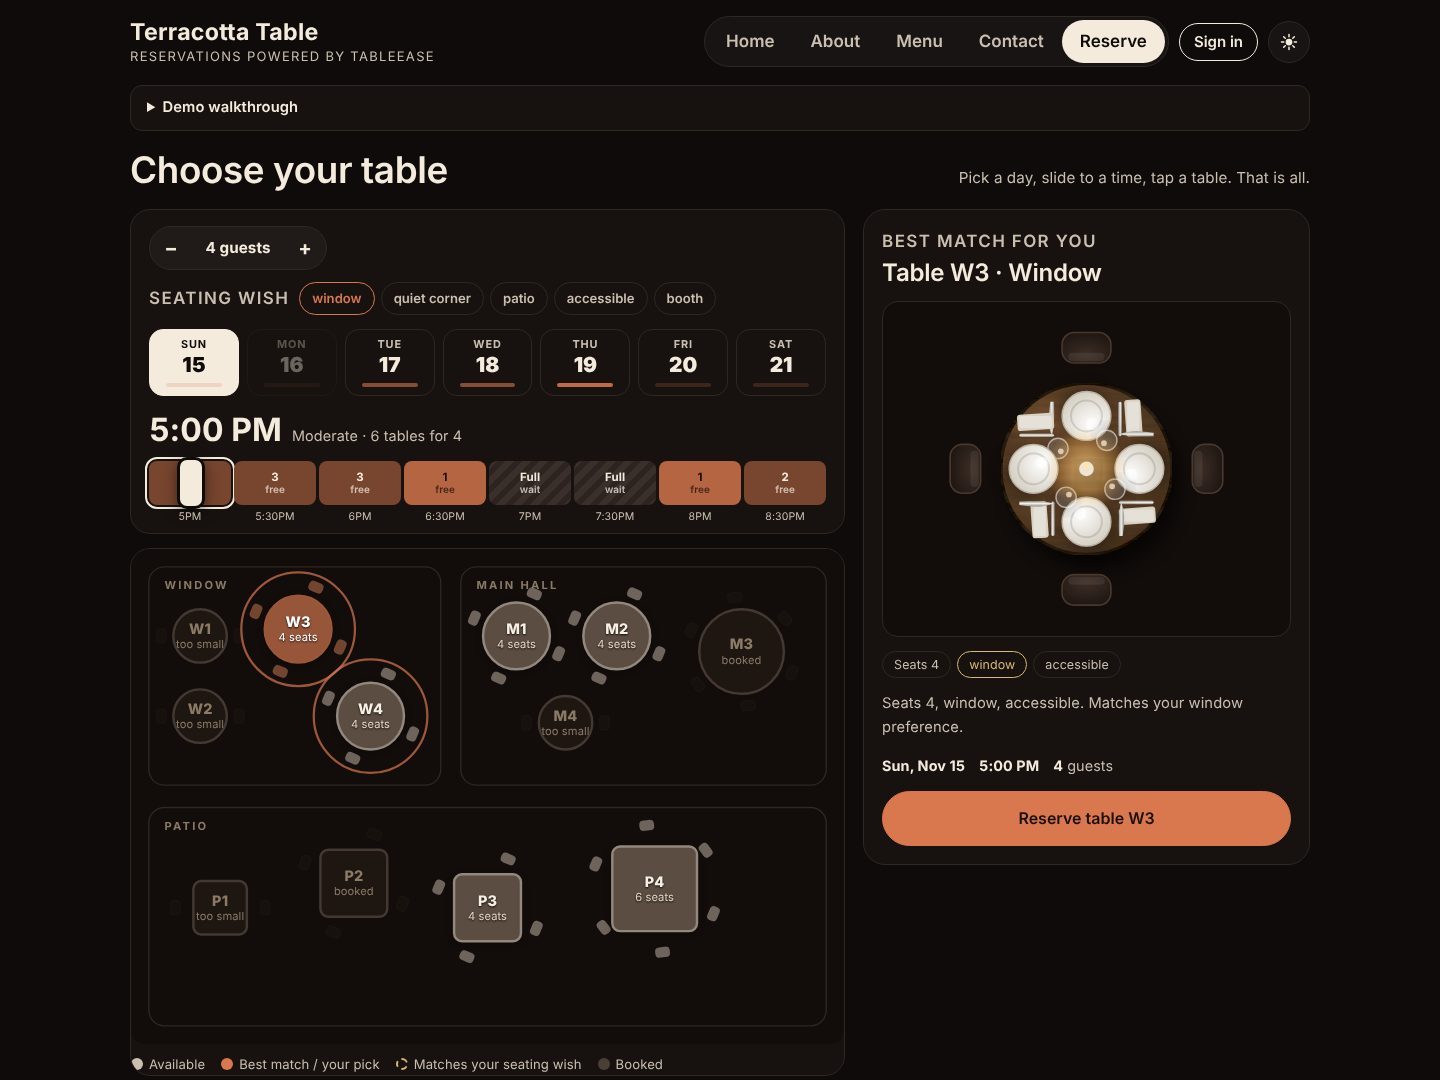 Terracotta Table
RESERVATIONS POWERED BY TABLEEASE
Home About Menu Contact Reserve Sign in
Demo walkthrough
Choose your table
Pick a day, slide to a time, tap a table. That is all.
− 4 guests +
SEATING WISH window quiet corner patio accessible booth
SUN MON TUE WED THU FRI SAT
15 16 17 18 19 20 21
5:00 PM Moderate · 6 tables for 4
3 3 1 Full Full 1 2
free free free wait wait free free
5PM 5:30PM 6PM 6:30PM 7PM 7:30PM 8PM 8:30PM
WINDOW
W1
too small
W3
4 seats
W2
too small
W4
4 seats
MAIN HALL
M1
4 seats
M2
4 seats
M3
booked
M4
too small
PATIO
P1
too small
P2
booked
P3
4 seats
P4
6 seats
Available Best match / your pick Matches your seating wish Booked
BEST MATCH FOR YOU
Table W3 · Window
Seats 4 window accessible
Seats 4, window, accessible. Matches your window
preference.
Sun, Nov 15 5:00 PM 4 guests
Reserve table W3